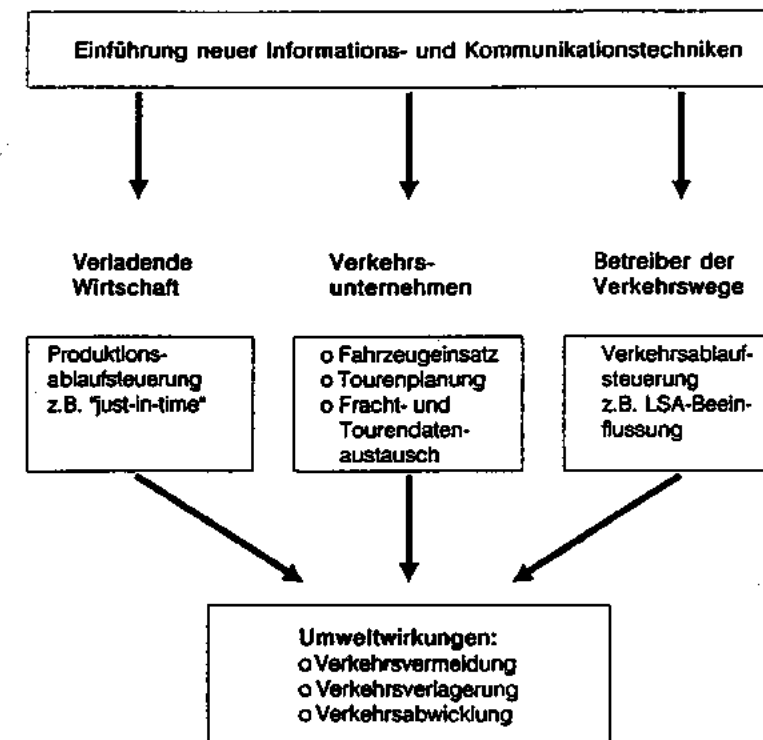 Einführung neuer Informations- und Kommunikationstechniken
Verladende
Wirtschaft
Produktions-
ablaufsteuerung
z.B. "just-in-time"
Verkehrs-
unternehmen
o Fahrzeugeinsatz
o Tourenplanung
o Fracht- und
Tourendaten-
austausch
Betreiber der
Verkehrswege
Verkehrsablauf-
steuerung
z.B. LSA-Beein-
flussung
Umweltwirkungen:
o Verkehrsvermeidung
o Verkehrsverlagerung
o Verkehrsabwicklung